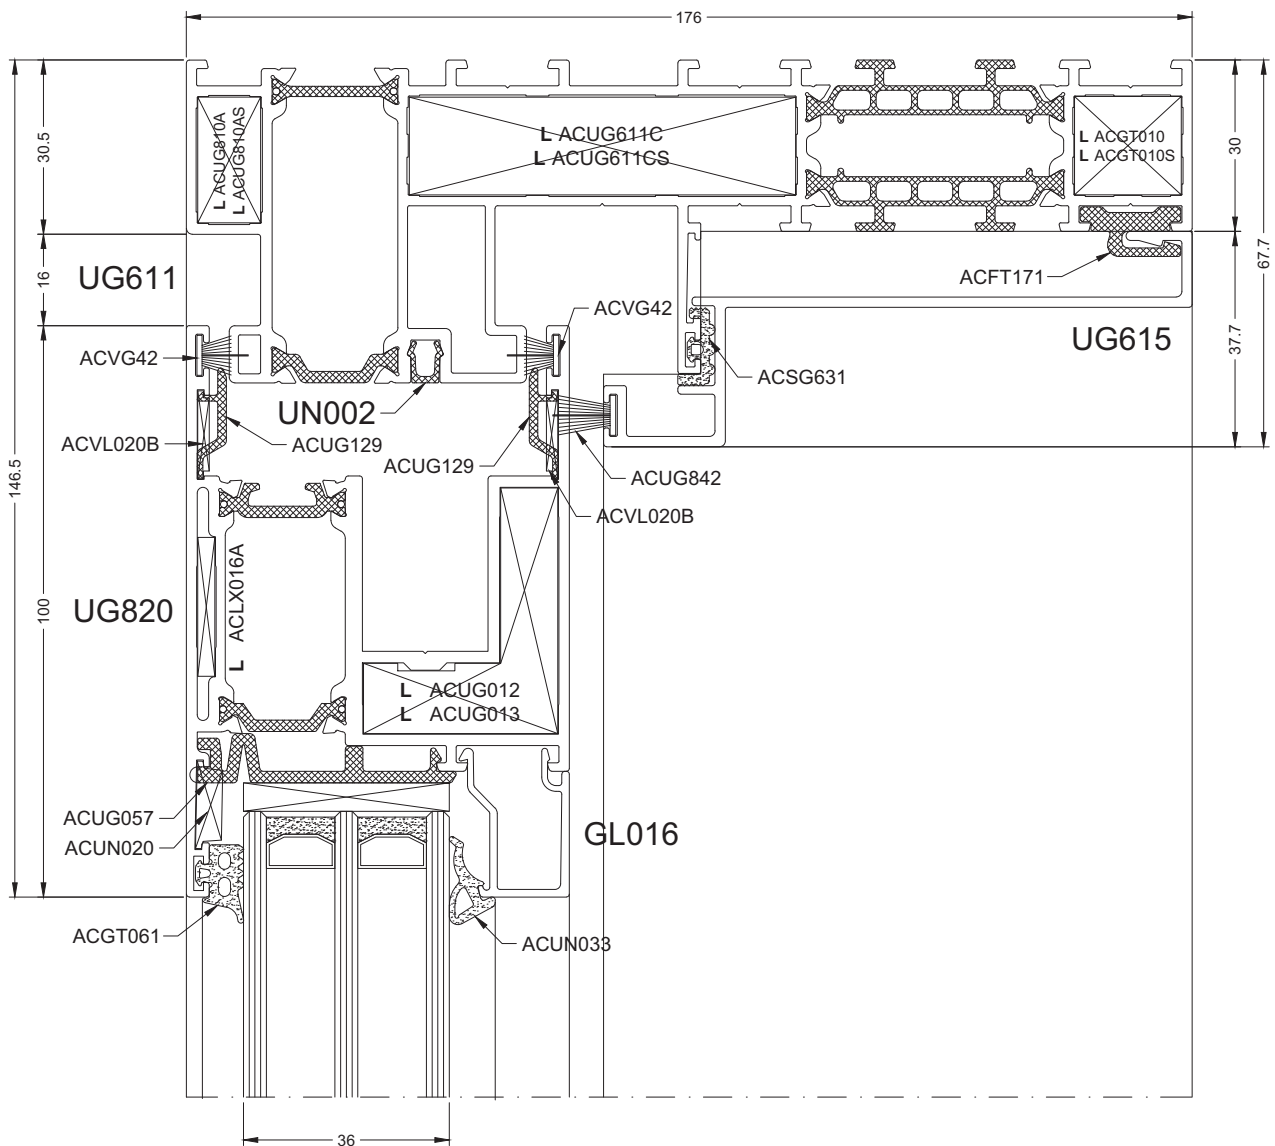 176
30.5
16
146.5
100
30
67.7
37.7
L ACUG810A
L ACUG810AS
L ACUG611C
L ACUG611CS
L ACGT010
L ACGT010S
UG611
ACFT171
ACVG42
ACVG42
UG615
ACSG631
UN002
ACVL020B
ACUG129
ACUG129
ACUG842
ACVL020B
UG820
L ACLX016A
L ACUG012
L ACUG013
ACUG057
ACUN020
GL016
ACGT061
ACUN033
36